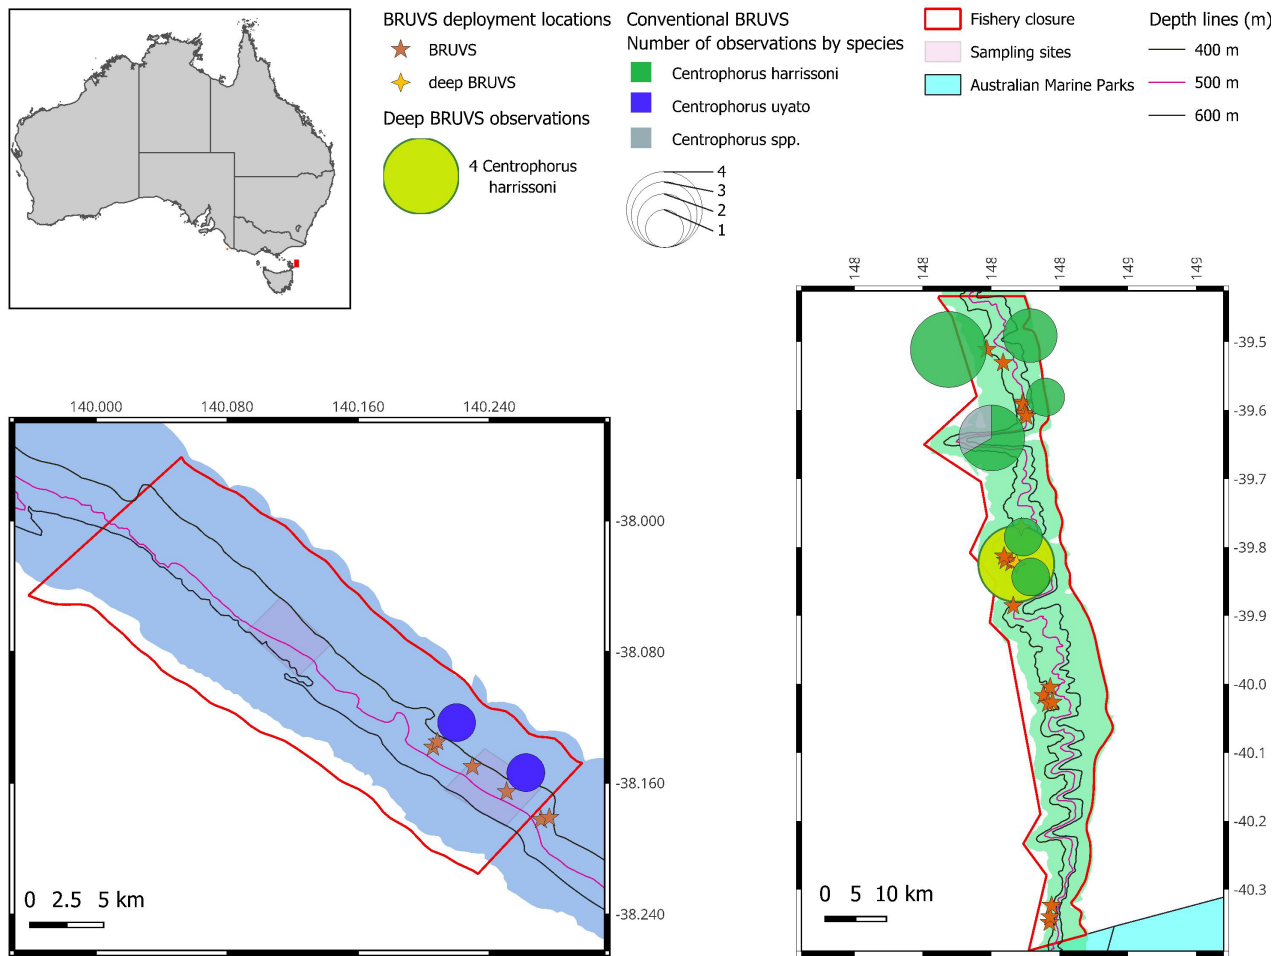 BRUVS deployment locations
BRUVS
deep BRUVS
Deep BRUVS observations
4 Centrophorus
harrissoni
Conventional BRUVS
Number of observations by species
Centrophorus harrissoni
Centrophorus uyato
Centrophorus spp.
4
3
2
1
Fishery closure
Sampling sites
Australian Marine Parks
Depth lines (m)
400 m
500 m
600 m
140.000 140.080 140.160 140.240
-38.000
-38.080
-38.160
-38.240
0 2.5 5 km
148 148 148 148 149 149
-39.5
-39.6
-39.7
-39.8
-39.9
-40.0
-40.1
-40.2
-40.3
0 5 10 km